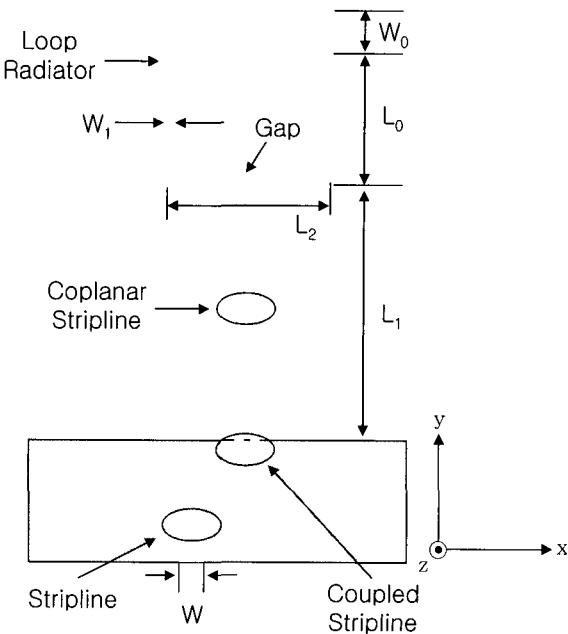 W0
Loop
Radiator
L0
W1
Gap
L2
Coplanar
Stripline
L1
y
x
z
Stripline
W
Coupled
Stripline